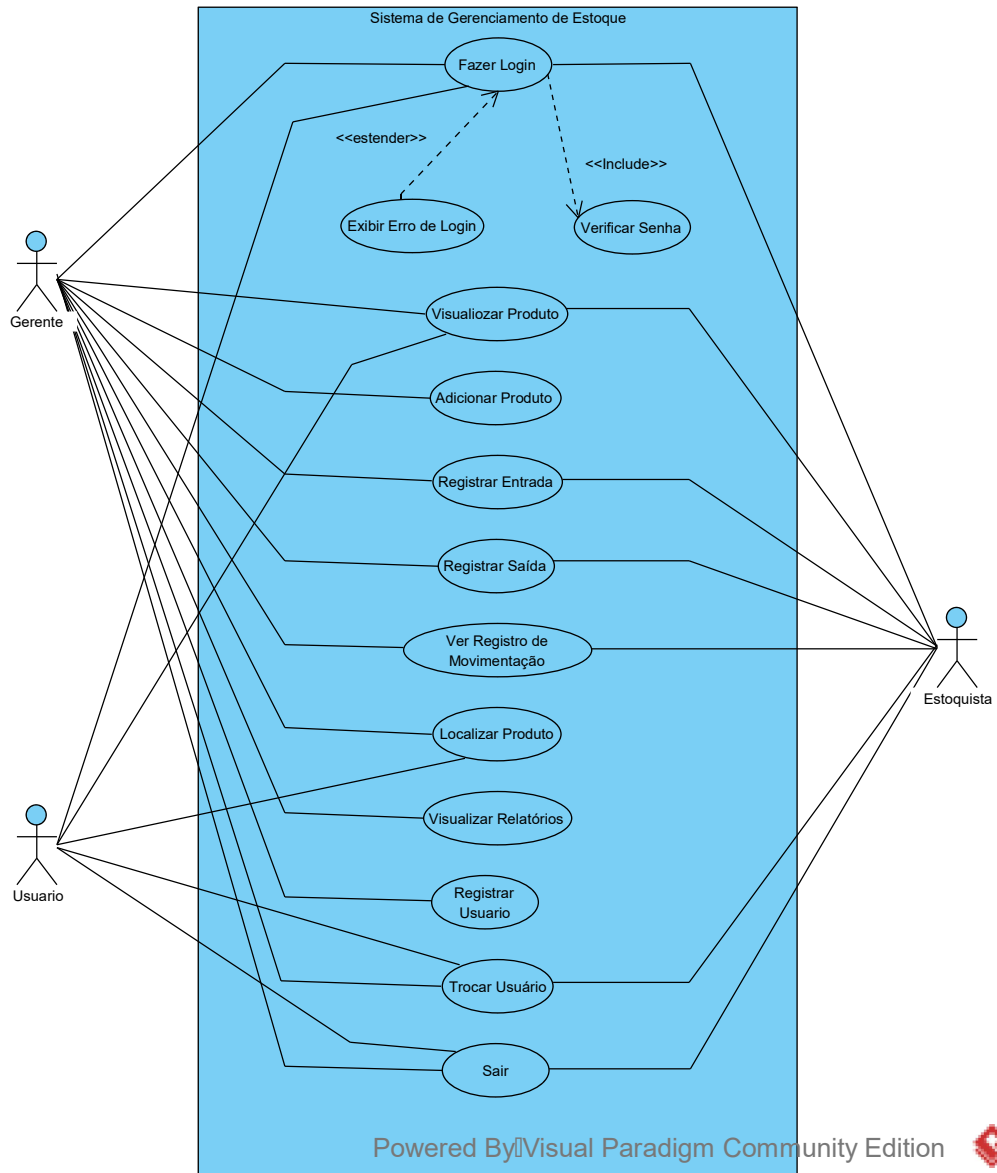 Sistema de Gerenciamento de Estoque
Fazer Login
<<estender>>
<<Include>>
Exibir Erro de Login
Verificar Senha
Gerente
Visualiozar Produto
Adicionar Produto
Registrar Entrada
Registrar Saída
Ver Registro de
Movimentação
Estoquista
Localizar Produto
Visualizar Relatórios
Usuario
Registrar
Usuario
Trocar Usuário
Sair
Powered By Visual Paradigm Community Edition